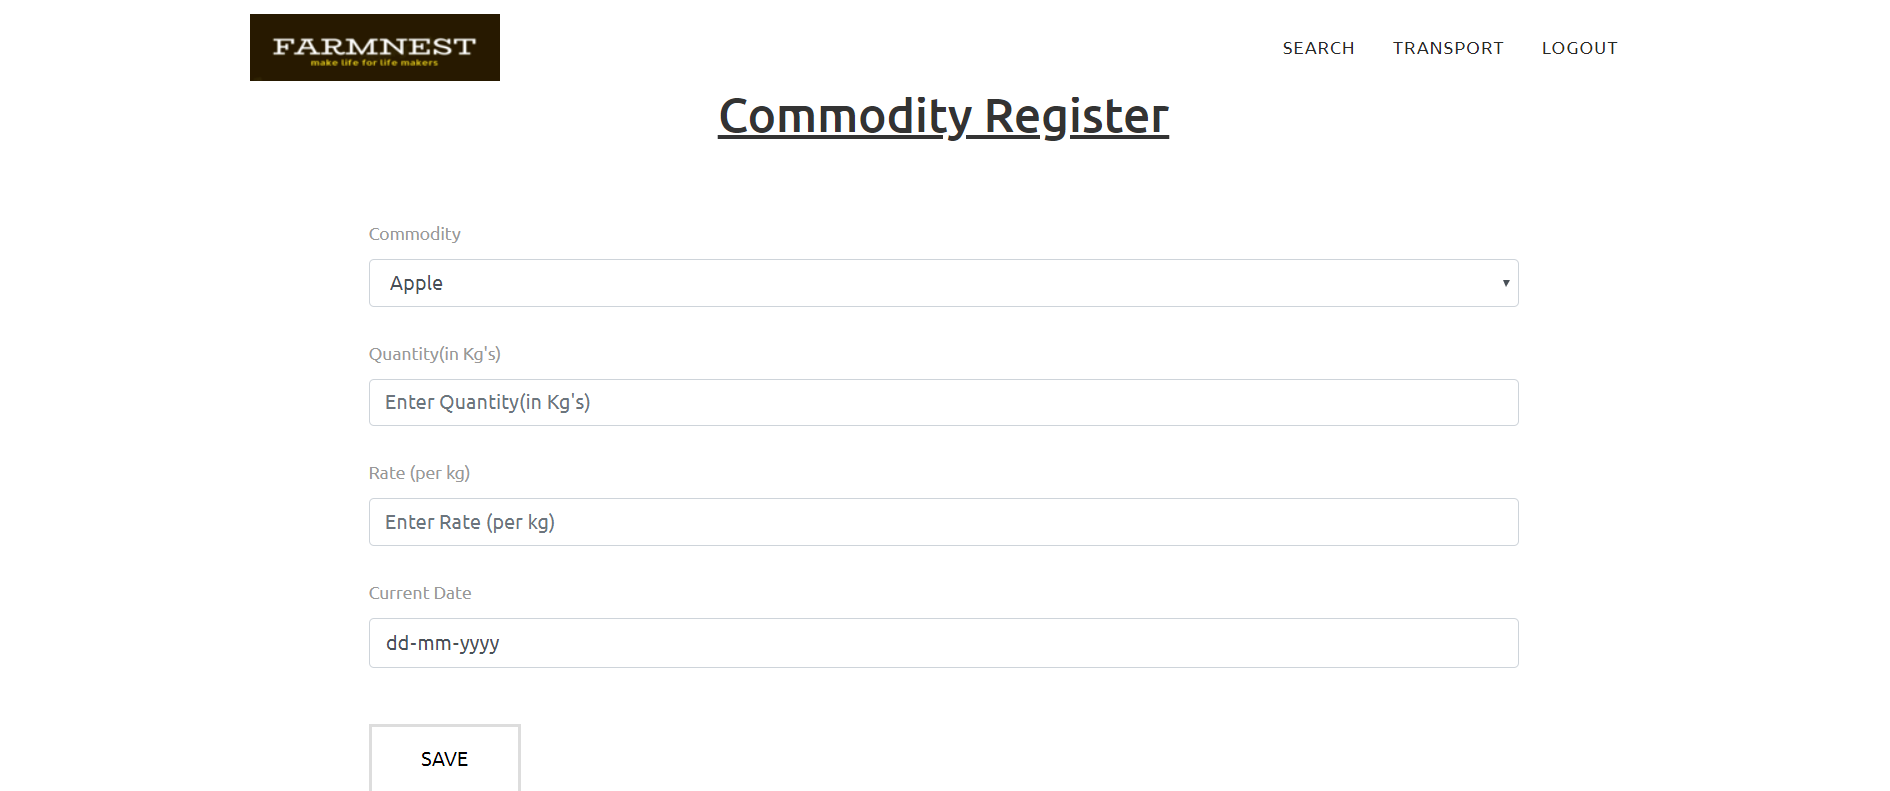 FARMNEST
make life for life makers
SEARCH TRANSPORT LOGOUT
Commodity Register
Commodity
Apple
Quantity(in Kg's)
Enter Quantity(in Kg's)
Rate (per kg)
Enter Rate (per kg)
Current Date
dd-mm-yyyy
SAVE